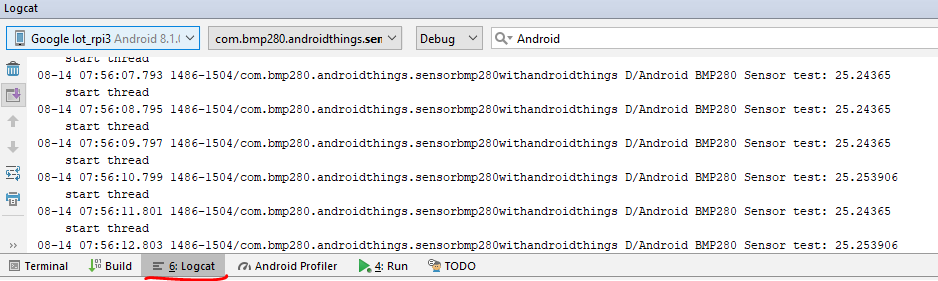 Logcat
Google Iot_rpi3 Android 8.1.0 com.bmp280.androidthings.sen Debug Android
start thread
08-14 07:56:07.793 1486-1504/com.bmp280.androidthings.sensorbmp280withandroidthings D/Android BMP280 Sensor test: 25.24365
start thread
08-14 07:56:08.795 1486-1504/com.bmp280.androidthings.sensorbmp280withandroidthings D/Android BMP280 Sensor test: 25.24365
start thread
08-14 07:56:09.797 1486-1504/com.bmp280.androidthings.sensorbmp280withandroidthings D/Android BMP280 Sensor test: 25.24365
start thread
08-14 07:56:10.799 1486-1504/com.bmp280.androidthings.sensorbmp280withandroidthings D/Android BMP280 Sensor test: 25.253906
start thread
08-14 07:56:11.801 1486-1504/com.bmp280.androidthings.sensorbmp280withandroidthings D/Android BMP280 Sensor test: 25.24365
start thread
08-14 07:56:12.803 1486-1504/com.bmp280.androidthings.sensorbmp280withandroidthings D/Android BMP280 Sensor test: 25.253906
Terminal Build 6: Logcat Android Profiler 4: Run TODO